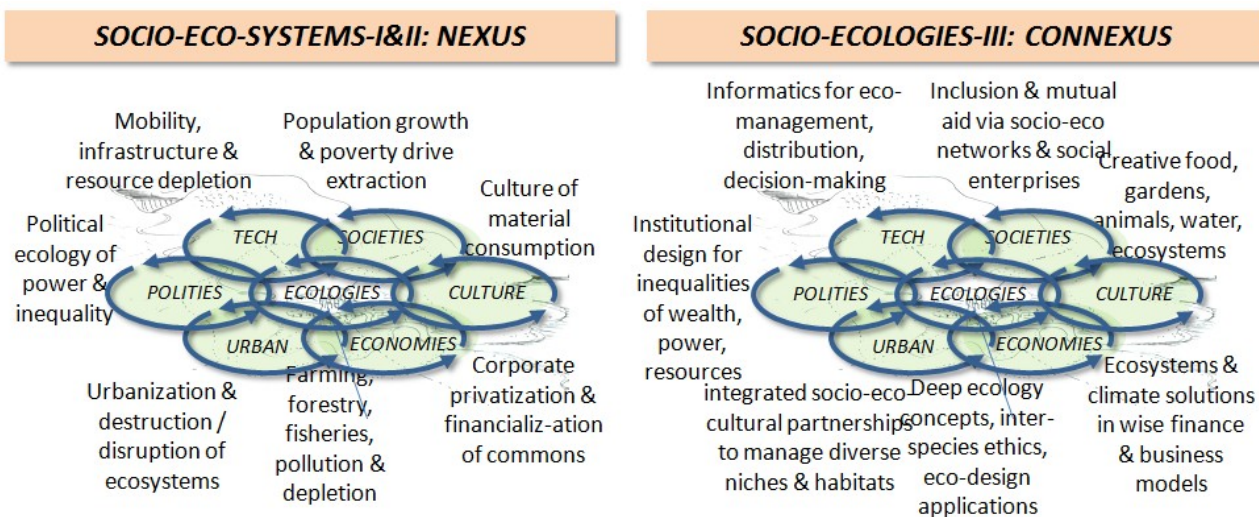 SOCIO-ECO-SYSTEMS-I&II: NEXUS
Mobility,
infrastructure &
resource depletion
Population growth
& poverty drive
extraction
Culture of
material
consumption
Political
ecology of
power &
inequality
TECH
SOCIETIES
POLITIES
ECOLOGIES
CULTURE
URBAN
ECONOMIES
Urbanization &
destruction /
disruption of
ecosystems
Farming,
forestry,
fisheries,
pollution &
depletion
Corporate
privatization &
financializ-ation
of commons
SOCIO-ECOLOGIES-III: CONNEXUS
Informatics for eco-
management,
distribution,
decision-making
Inclusion & mutual
aid via socio-eco
networks & social
enterprises
Creative food,
gardens,
animals, water,
ecosystems
Institutional
design for
inequalities
of wealth,
power,
resources
TECH
SOCIETIES
POLITIES
ECOLOGIES
CULTURE
URBAN
ECONOMIES
integrated socio-eco-
cultural partnerships
to manage diverse
niches & habitats
Deep ecology
concepts, inter-
species ethics,
eco-design
applications
Ecosystems &
climate solutions
in wise finance
& business
models